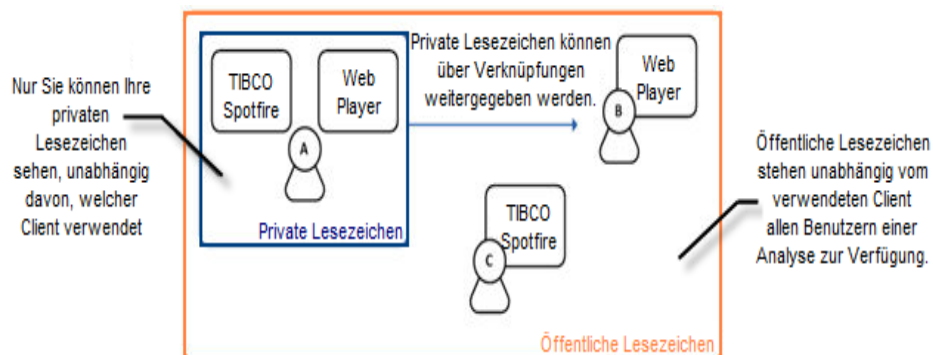 Nur Sie können Ihre
privaten
Lesezeichen
sehen, unabhängig
davon, welcher
Client verwendet
TIBCO
Spotfire
Web
Player
A
Private Lesezeichen
Private Lesezeichen können
über Verknüpfungen
weitergegeben werden.
Web
Player
B
TIBCO
Spotfire
C
Öffentliche Lesezeichen
stehen unabhängig vom
verwendeten Client
allen Benutzern einer
Analyse zur Verfügung.
Öffentliche Lesezeichen